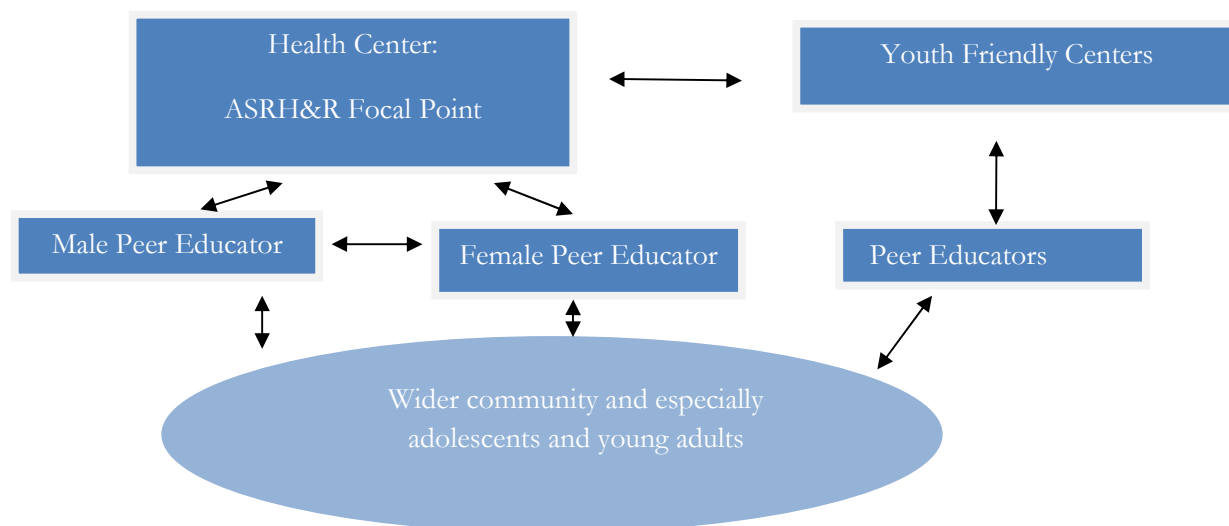 Health Center:
ASRH&R Focal Point
Youth Friendly Centers
Male Peer Educator
Female Peer Educator
Peer Educators
Wider community and especially
adolescents and young adults